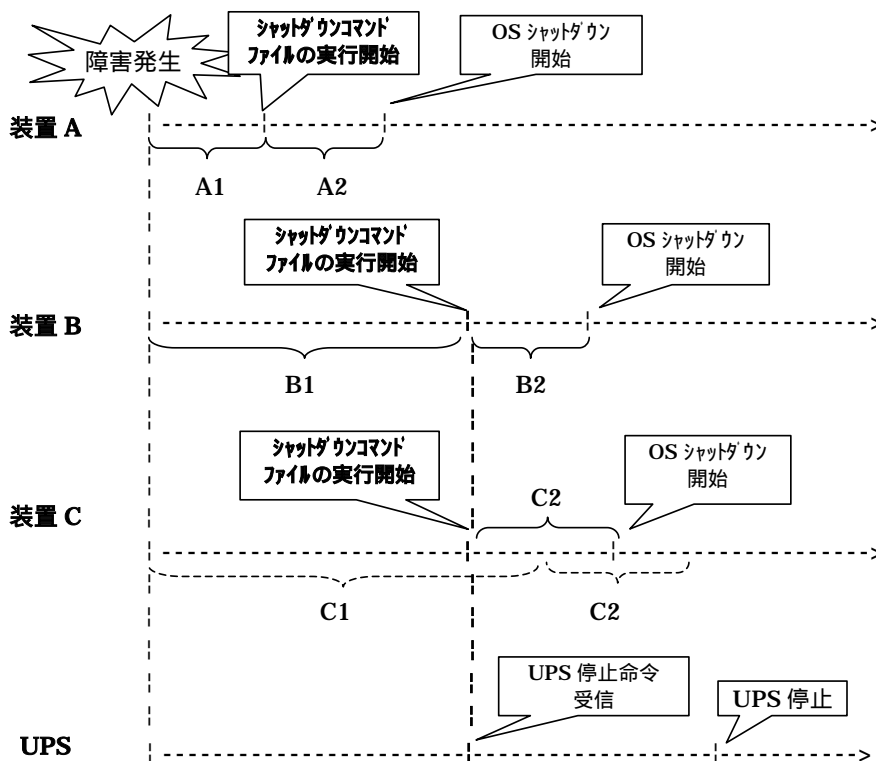 障害発生
シャットダウンコマンド
ファイルの実行開始
OS シャットダウン
開始
装置 A
A1
A2
シャットダウンコマンド
ファイルの実行開始
OS シャットダウン
開始
装置 B
B1
B2
シャットダウンコマンド
ファイルの実行開始
OS シャットダウン
開始
C2
装置 C
C1
C2
UPS 停止命令
受信
UPS 停止
UPS